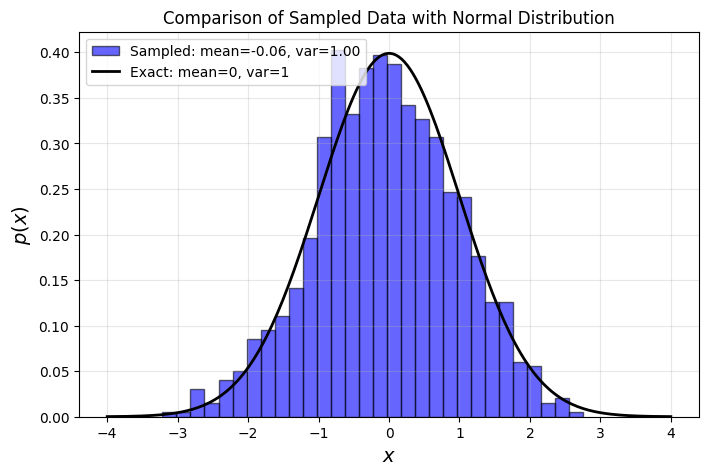 Comparison of Sampled Data with Normal Distribution
Sampled: mean=-0.06, var=1.00
Exact: mean=0, var=1
p(x)
0.40
0.35
0.30
0.25
0.20
0.15
0.10
0.05
0.00
−4 −3 −2 −1 0 1 2 3 4
x